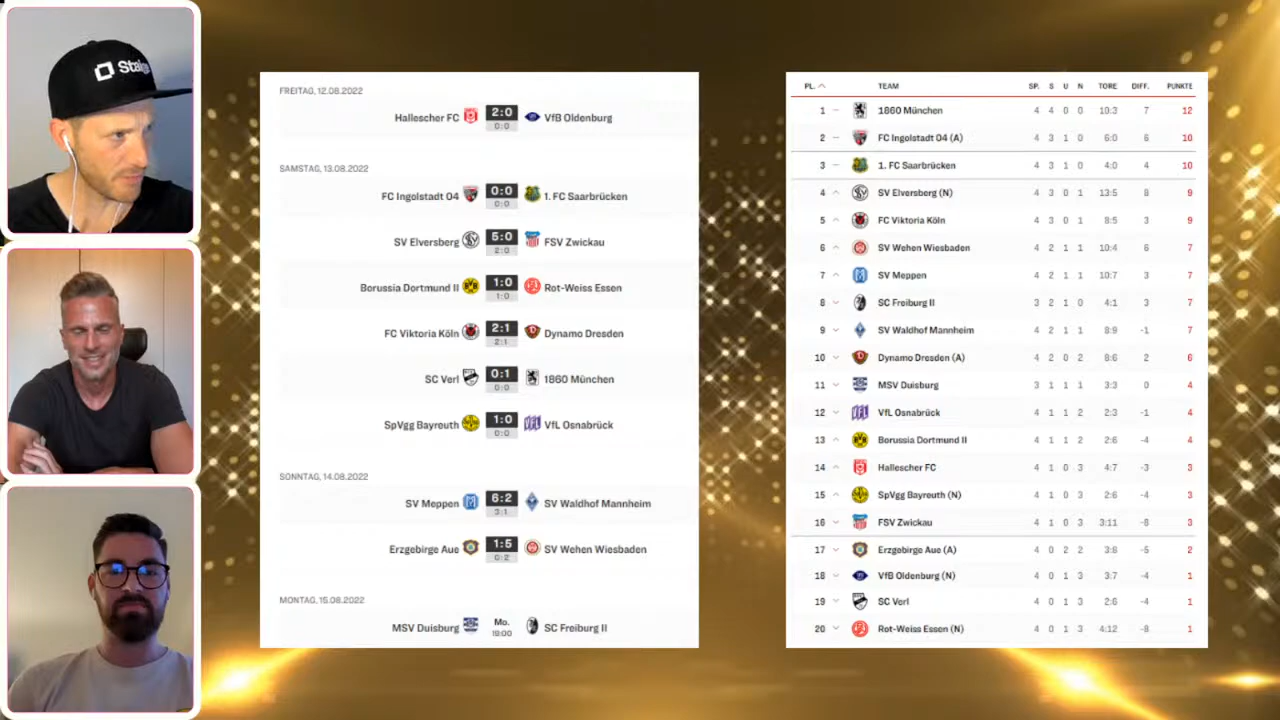 FREITAG, 12.08.2022
Hallescher FC 2:0 VfB Oldenburg
0:0
SAMSTAG, 13.08.2022
FC Ingolstadt 04 0:0 1. FC Saarbrücken
0:0
SV Elversberg 5:0 FSV Zwickau
2:0
Borussia Dortmund II 1:0 Rot-Weiss Essen
1:0
FC Viktoria Köln 2:1 Dynamo Dresden
2:1
SC Verl 0:1 1860 München
0:0
SpVgg Bayreuth 1:0 VfL Osnabrück
0:0
SONNTAG, 14.08.2022
SV Meppen 6:2 SV Waldhof Mannheim
3:1
Erzgebirge Aue 1:5 SV Wehen Wiesbaden
0:2
MONTAG, 15.08.2022
MSV Duisburg Mo. SC Freiburg II
19:00
PL. TEAM SP. S U N TORE DIFF. PUNKTE
1 1860 München 4 4 0 0 10:3 7 12
2 FC Ingolstadt 04 (A) 4 3 1 0 6:0 6 10
3 1. FC Saarbrücken 4 3 1 0 4:0 4 10
4 SV Elversberg (N) 4 3 0 1 13:5 8 9
5 FC Viktoria Köln 4 3 0 1 8:5 3 9
6 SV Wehen Wiesbaden 4 2 1 1 10:4 6 7
7 SV Meppen 4 2 1 1 10:7 3 7
8 SC Freiburg II 3 2 1 0 4:1 3 7
9 SV Waldhof Mannheim 4 2 1 1 8:9 -1 7
10 Dynamo Dresden (A) 4 2 0 2 8:6 2 6
11 MSV Duisburg 3 1 1 1 3:3 0 4
12 VfL Osnabrück 4 1 1 2 2:3 -1 4
13 Borussia Dortmund II 4 1 1 2 2:6 -4 4
14 Hallescher FC 4 1 0 3 4:7 -3 3
15 SpVgg Bayreuth (N) 4 1 0 3 2:6 -4 3
16 FSV Zwickau 4 1 0 3 3:11 -8 3
17 Erzgebirge Aue (A) 4 0 2 2 3:8 -5 2
18 VfB Oldenburg (N) 4 0 1 3 3:7 -4 1
19 SC Verl 4 0 1 3 2:6 -4 1
20 Rot-Weiss Essen (N) 4 0 1 3 4:12 -8 1